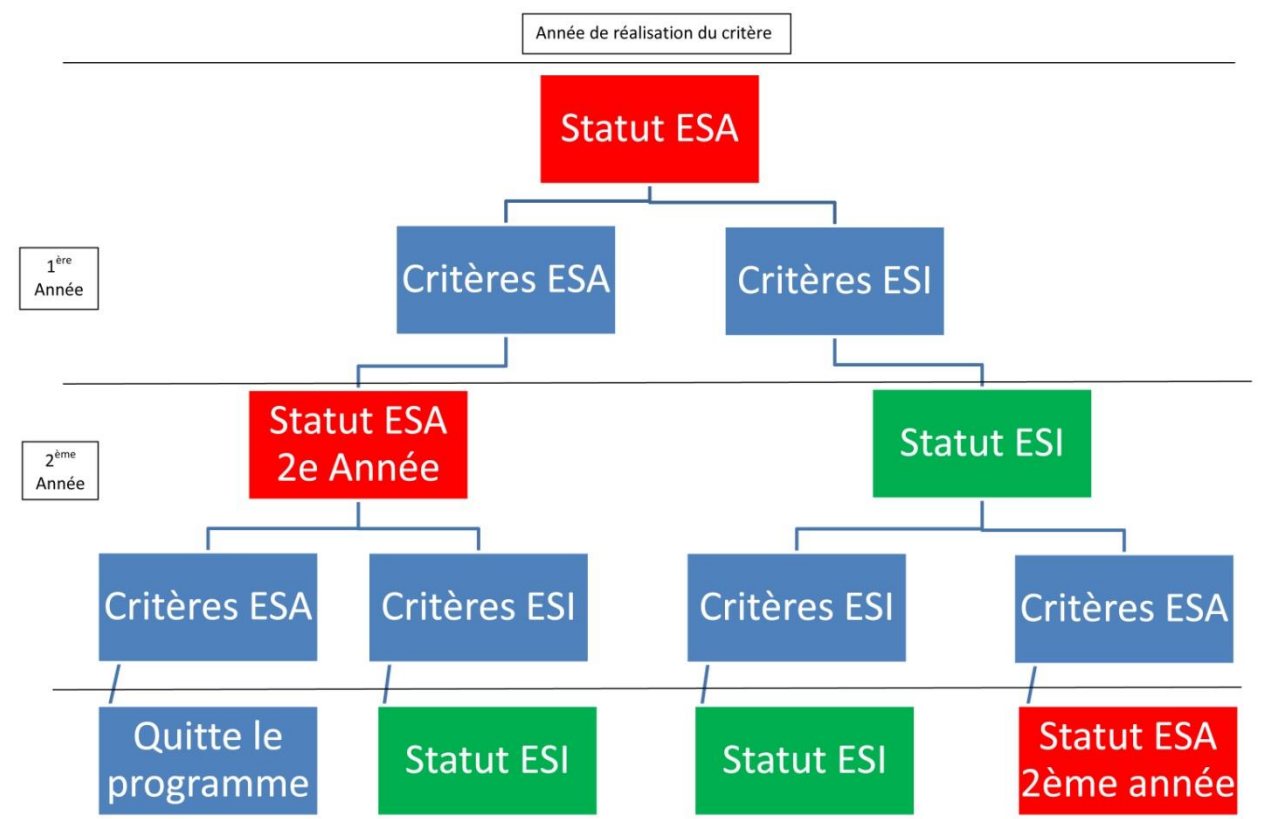 Année de réalisation du critère
Statut ESA
1ère
Année
Critères ESA
Critères ESI
2ème
Année
Statut ESA
2e Année
Statut ESI
Critères ESA
Critères ESI
Critères ESI
Critères ESA
Quitte le
programme
Statut ESI
Statut ESI
Statut ESA
2ème année